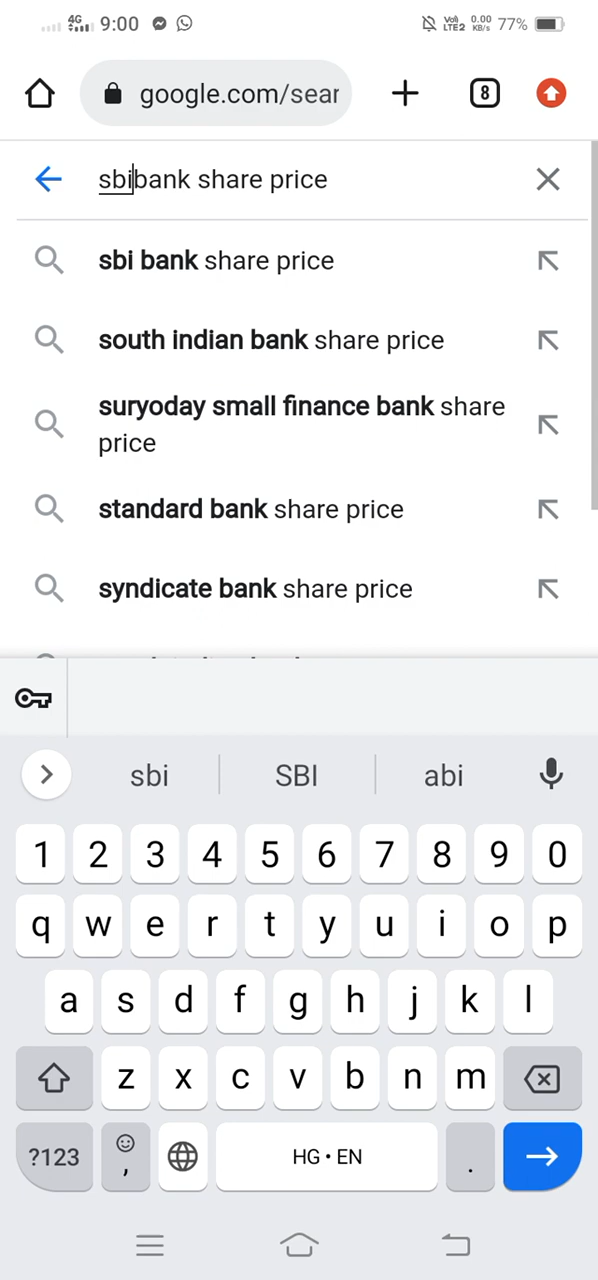 4G 9:00 VoI) LTE2 0.00 KB/s 77%
google.com/sear 8
sbibank share price
sbi bank share price
south indian bank share price
suryoday small finance bank share
price
standard bank share price
syndicate bank share price
sbi SBI abi
1 2 3 4 5 6 7 8 9 0
q w e r t y u i o p
a s d f g h j k l
z x c v b n m
?123 , HG • EN .